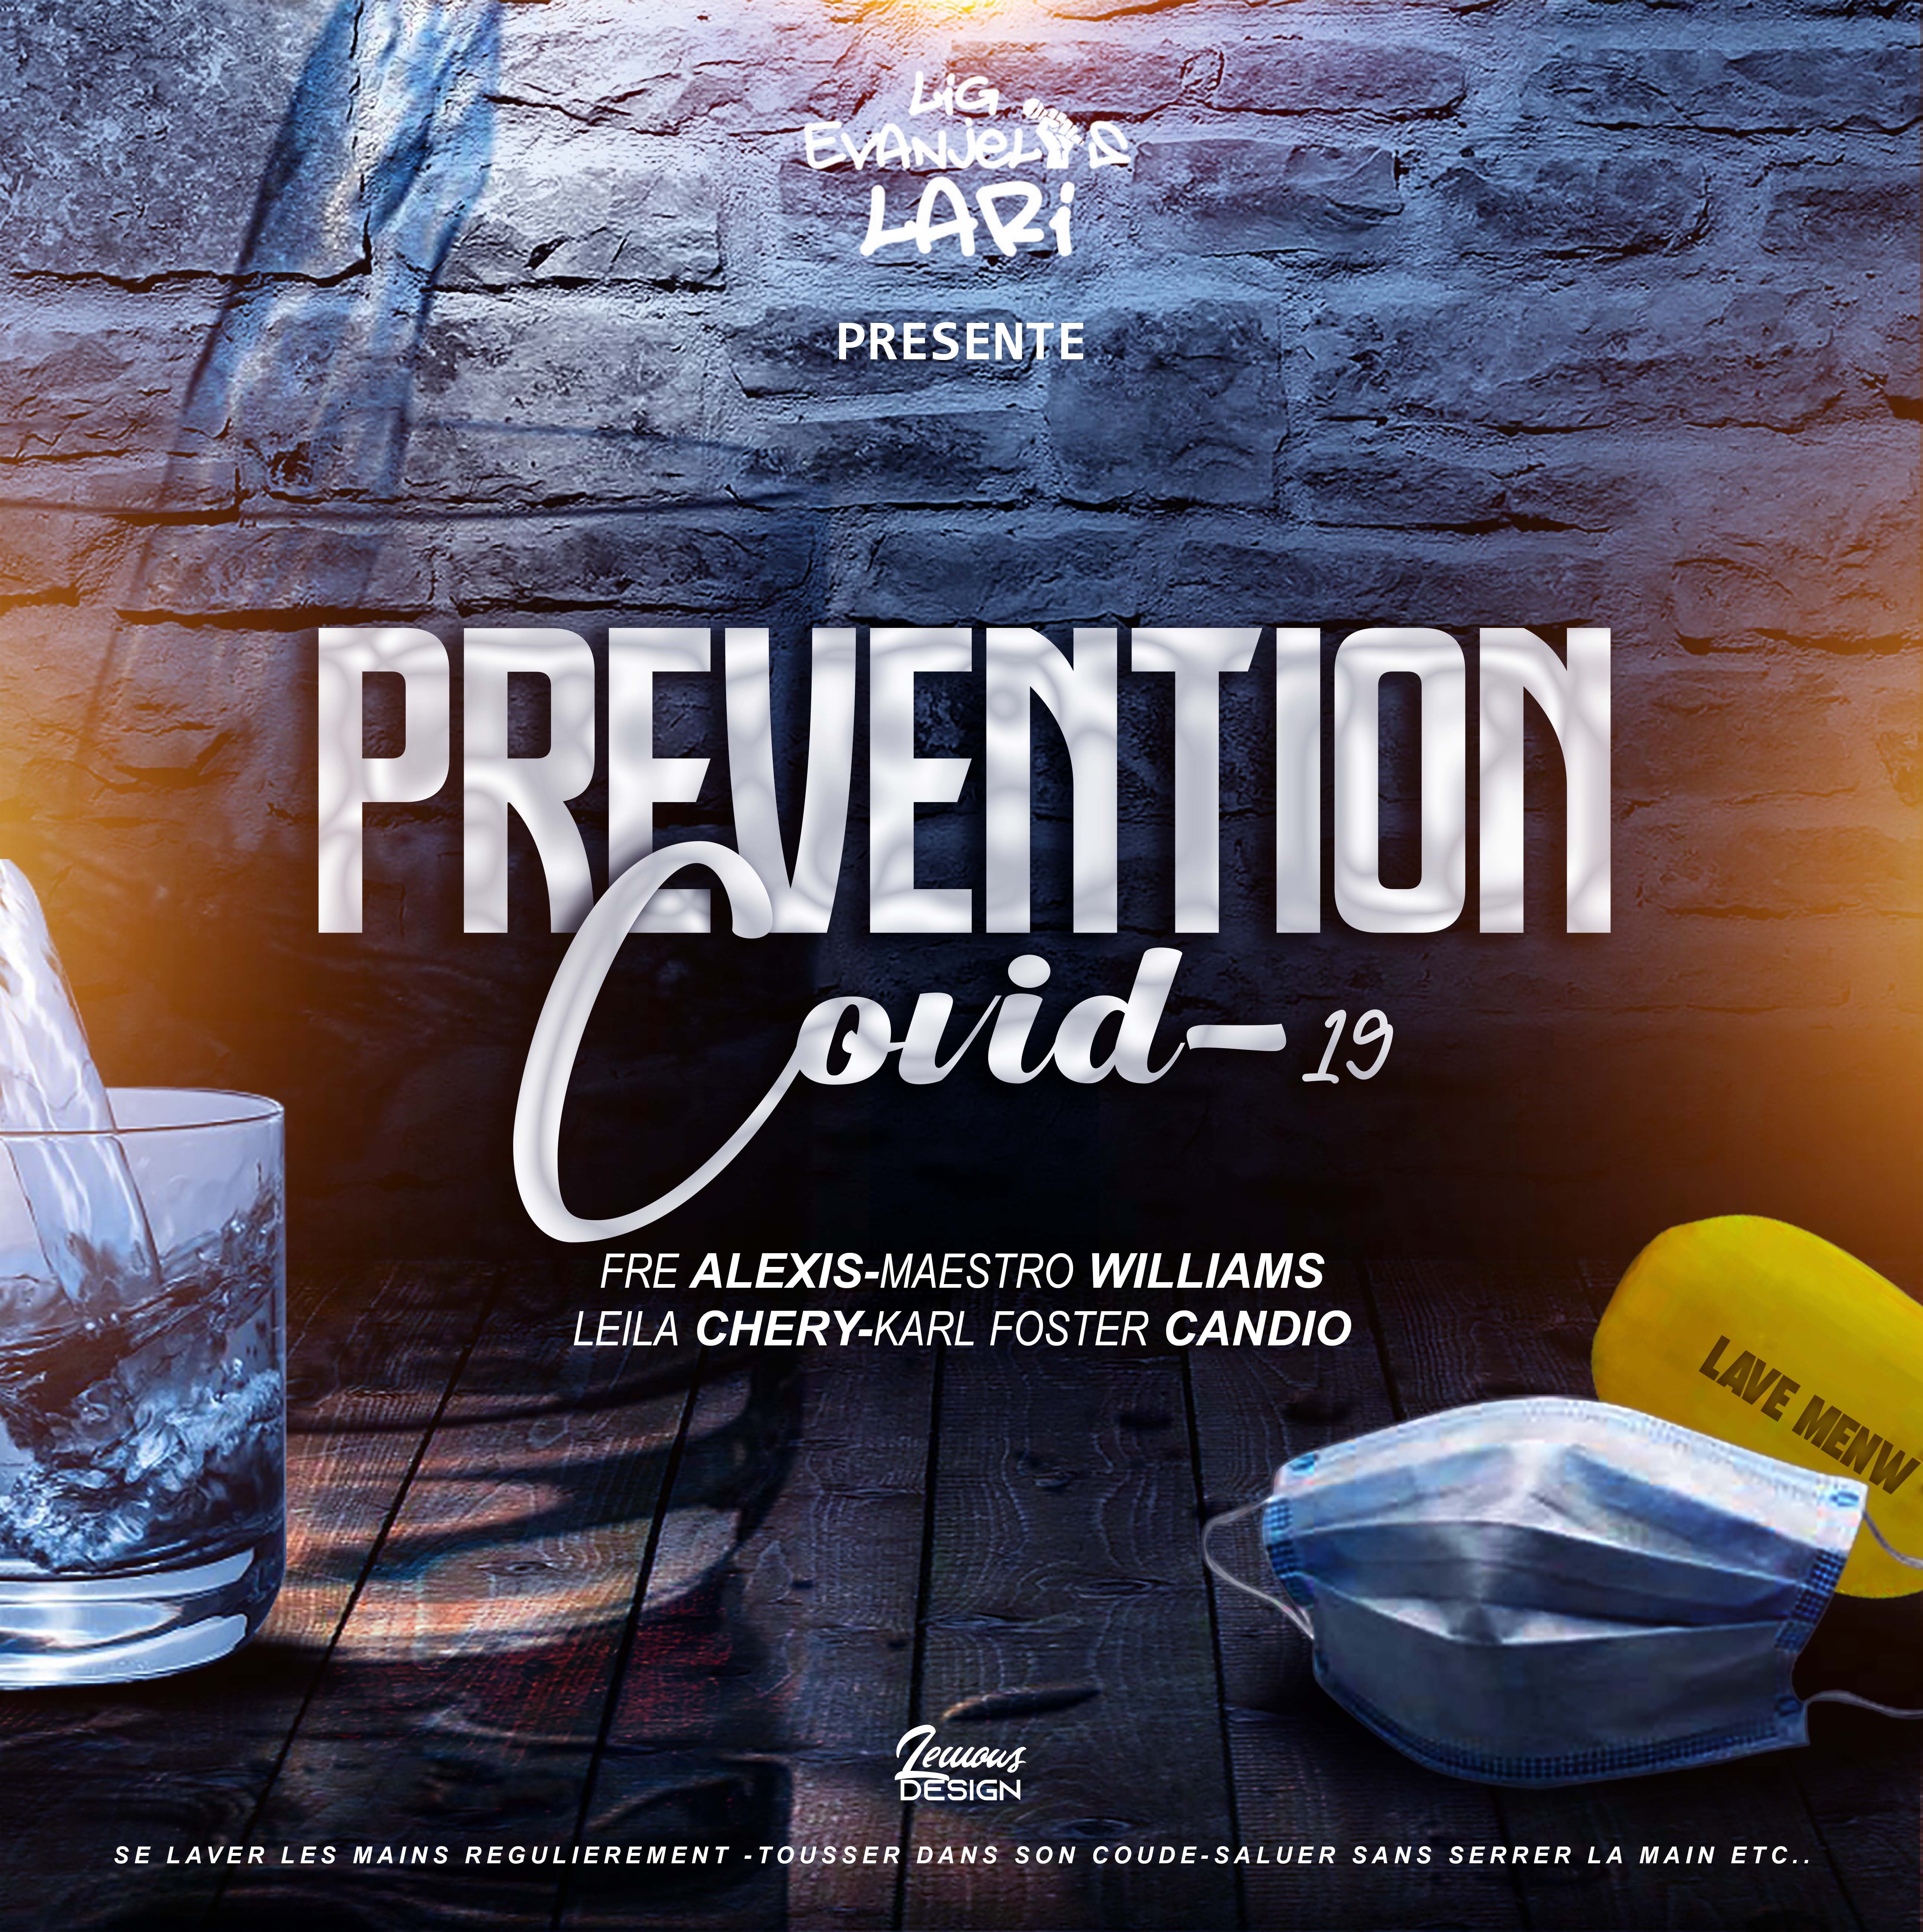 LiG
EVANJELiS
LARi
PRESENTE
PREVENTION
Covid-19
FRE ALEXIS-MAESTRO WILLIAMS
LEILA CHERY-KARL FOSTER CANDIO
LAVE MENW
DESIGN
SE LAVER LES MAINS REGULIEREMENT -TOUSSER DANS SON COUDE-SALUER SANS SERRER LA MAIN ETC..